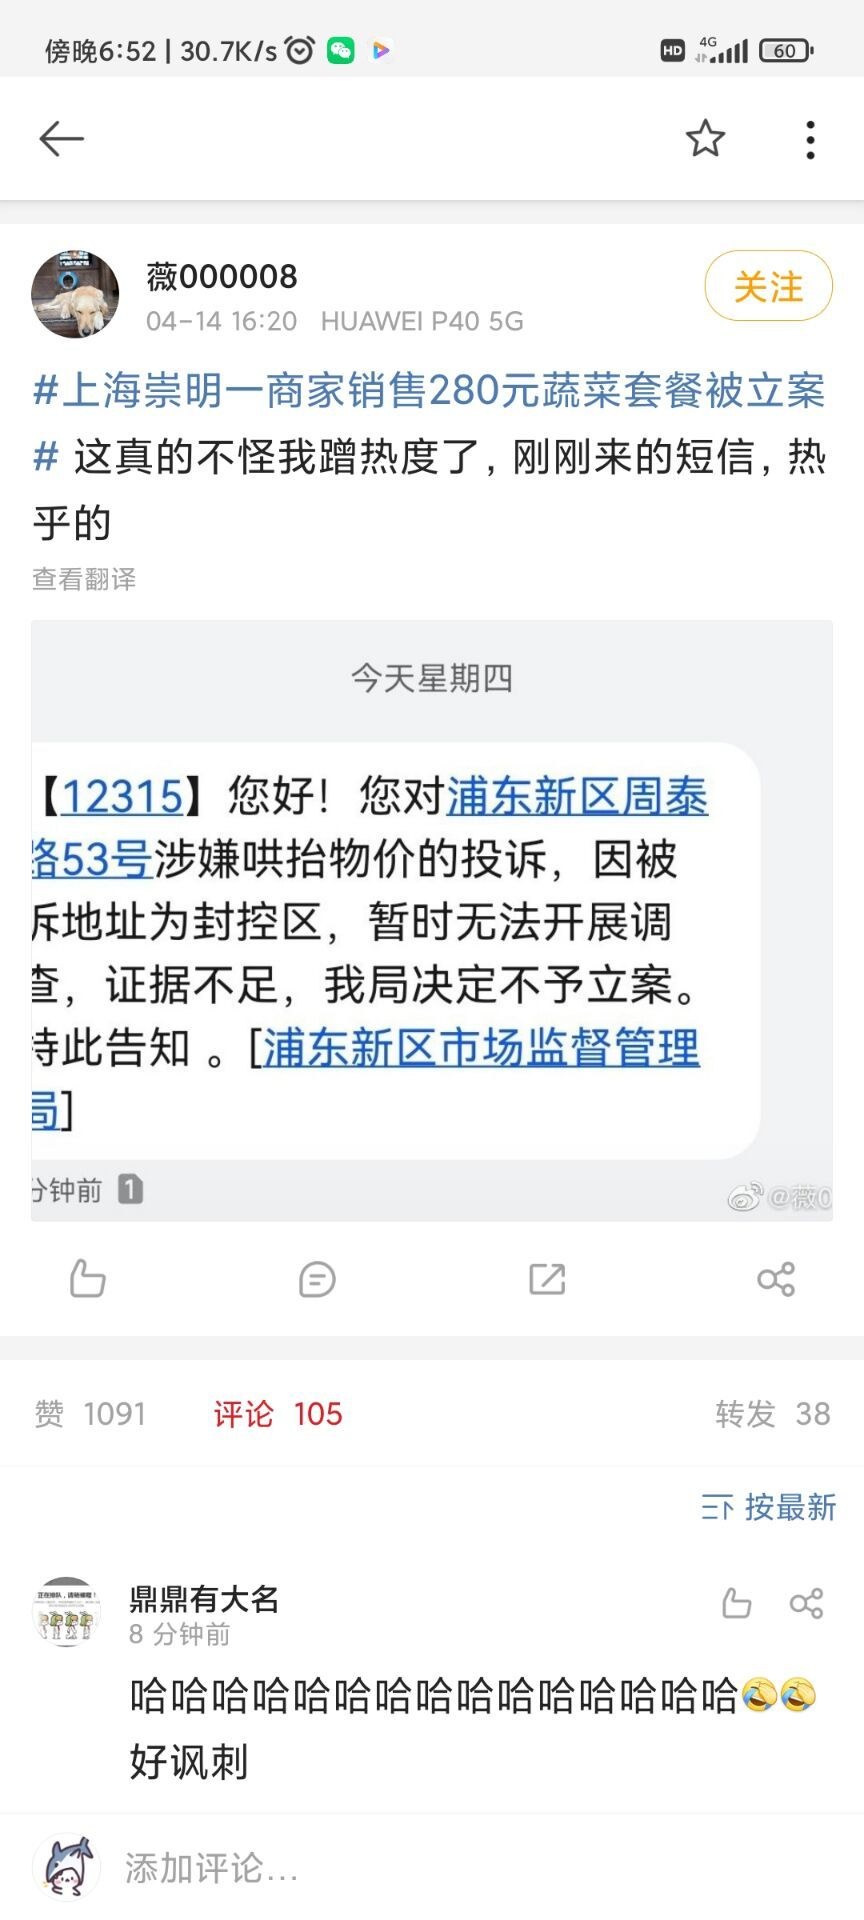 傍晚6:52 | 30.7K/s
HD 4G 60
薇000008
关注
04-14 16:20 HUAWEI P40 5G
#上海崇明一商家销售280元蔬菜套餐被立案
# 这真的不怪我蹭热度了，刚刚来的短信，热
乎的
查看翻译
今天星期四
【12315】您好！您对浦东新区周泰
路53号涉嫌哄抬物价的投诉，因被
诉地址为封控区，暂时无法开展调
查，证据不足，我局决定不予立案。
特此告知 。[浦东新区市场监督管理
局]
分钟前 1
@薇0
赞 1091 评论 105 转发 38
按最新
鼎鼎有大名
8 分钟前
哈哈哈哈哈哈哈哈哈哈哈哈哈哈哈🤣🤣
好讽刺
添加评论...